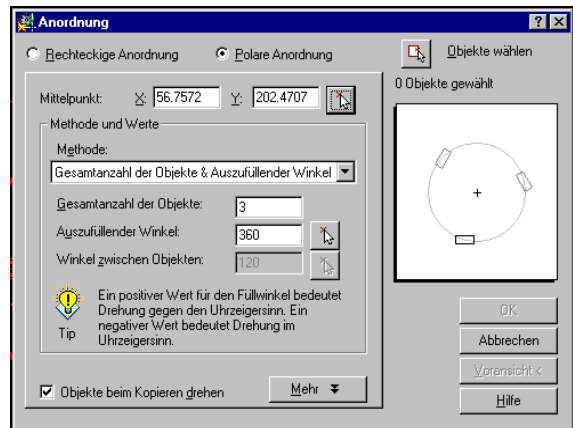 Anordnung
Rechteckige Anordnung Polare Anordnung Objekte wählen
0 Objekte gewählt
Mittelpunkt: X: 56.7572 Y: 202.4707
Methode und Werte
Methode:
Gesamtanzahl der Objekte & Auszufüllender Winkel
Gesamtanzahl der Objekte: 3
Auszufüllender Winkel: 360
Winkel zwischen Objekten: 120
Tip
Ein positiver Wert für den Füllwinkel bedeutet
Drehung gegen den Uhrzeigersinn. Ein
negativer Wert bedeutet Drehung im
Uhrzeigersinn.
Objekte beim Kopieren drehen Mehr
OK
Abbrechen
Voransicht <
Hilfe